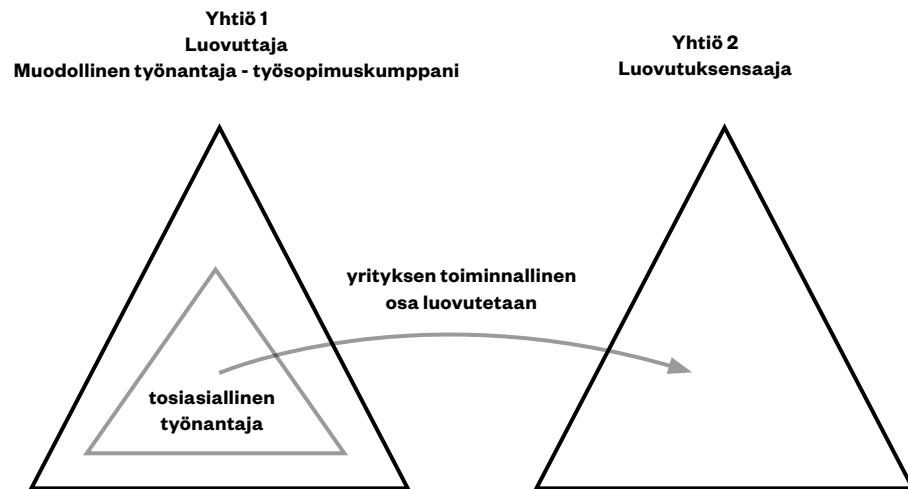 Yhtiö 1
Luovuttaja
Muodollinen työnantaja - työsopimuskumppani
Yhtiö 2
Luovutuksensaaja
yrityksen toiminnallinen
osa luovutetaan
tosiasiallinen
työnantaja